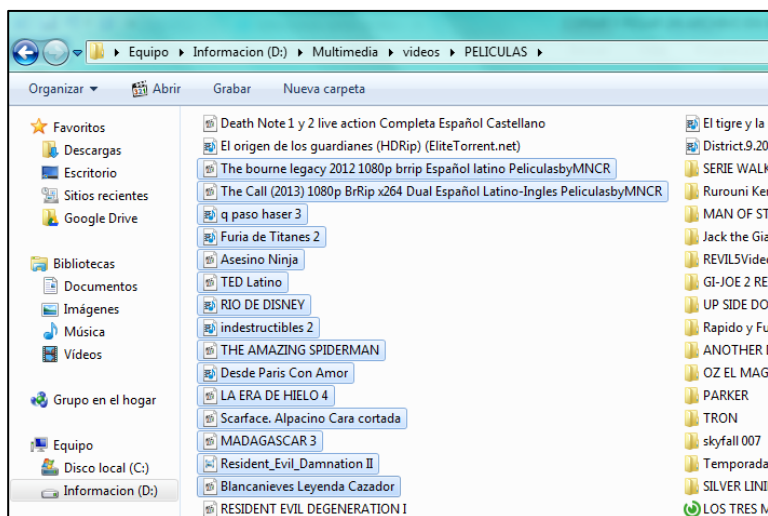 Equipo ▸ Informacion (D:) ▸ Multimedia ▸ videos ▸ PELICULAS ▸
Organizar Abrir Grabar Nueva carpeta
Favoritos
Descargas
Escritorio
Sitios recientes
Google Drive
Bibliotecas
Documentos
Imágenes
Música
Vídeos
Grupo en el hogar
Equipo
Disco local (C:)
Informacion (D:)
Death Note 1 y 2 live action Completa Español Castellano
El origen de los guardianes (HDRip) (EliteTorrent.net)
The bourne legacy 2012 1080p brrip Español latino PeliculasbyMNCR
The Call (2013) 1080p BrRip x264 Dual Español Latino-Ingles PeliculasbyMNCR
q paso haser 3
Furia de Titanes 2
Asesino Ninja
TED Latino
RIO DE DISNEY
indestructibles 2
THE AMAZING SPIDERMAN
Desde Paris Con Amor
LA ERA DE HIELO 4
Scarface. Alpacino Cara cortada
MADAGASCAR 3
Resident_Evil_Damnation II
Blancanieves Leyenda Cazador
RESIDENT EVIL DEGENERATION I
El tigre y la
District.9.20
SERIE WALK
Rurouni Ken
MAN OF ST
Jack the Gia
REVIL5Video
GI-JOE 2 RE
UP SIDE DO
Rapido y Fu
ANOTHER
OZ EL MAG
PARKER
TRON
skyfall 007
Temporada
SILVER LINI
LOS TRES M